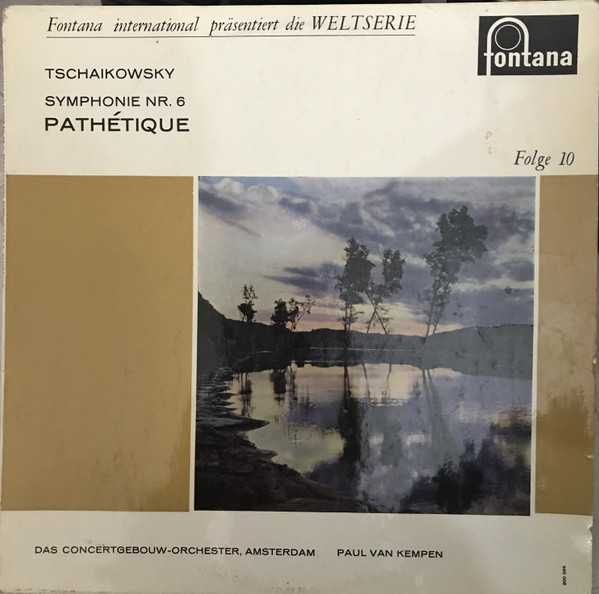 Fontana international präsentiert die WELTSERIE
fontana
TSCHAIKOWSKY
SYMPHONIE NR. 6
PATHÉTIQUE
Folge 10
DAS CONCERTGEBOUW-ORCHESTER, AMSTERDAM PAUL VAN KEMPEN